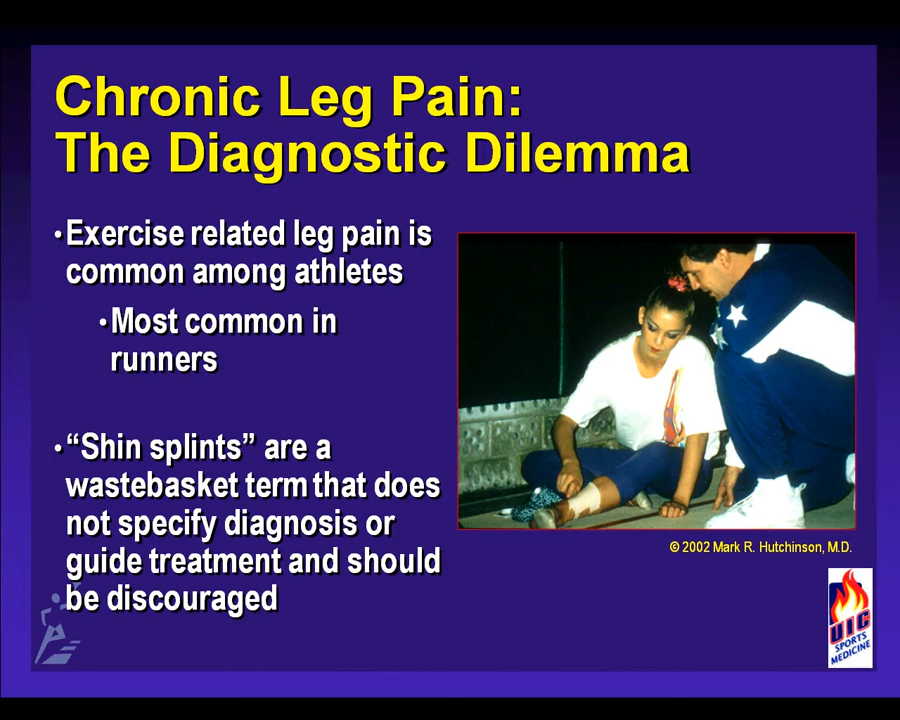 Chronic Leg Pain:
The Diagnostic Dilemma
• Exercise related leg pain is
common among athletes
• Most common in
runners
• “Shin splints” are a
wastebasket term that does
not specify diagnosis or
guide treatment and should
be discouraged
© 2002 Mark R. Hutchinson, M.D.
UIC
SPORTS
MEDICINE